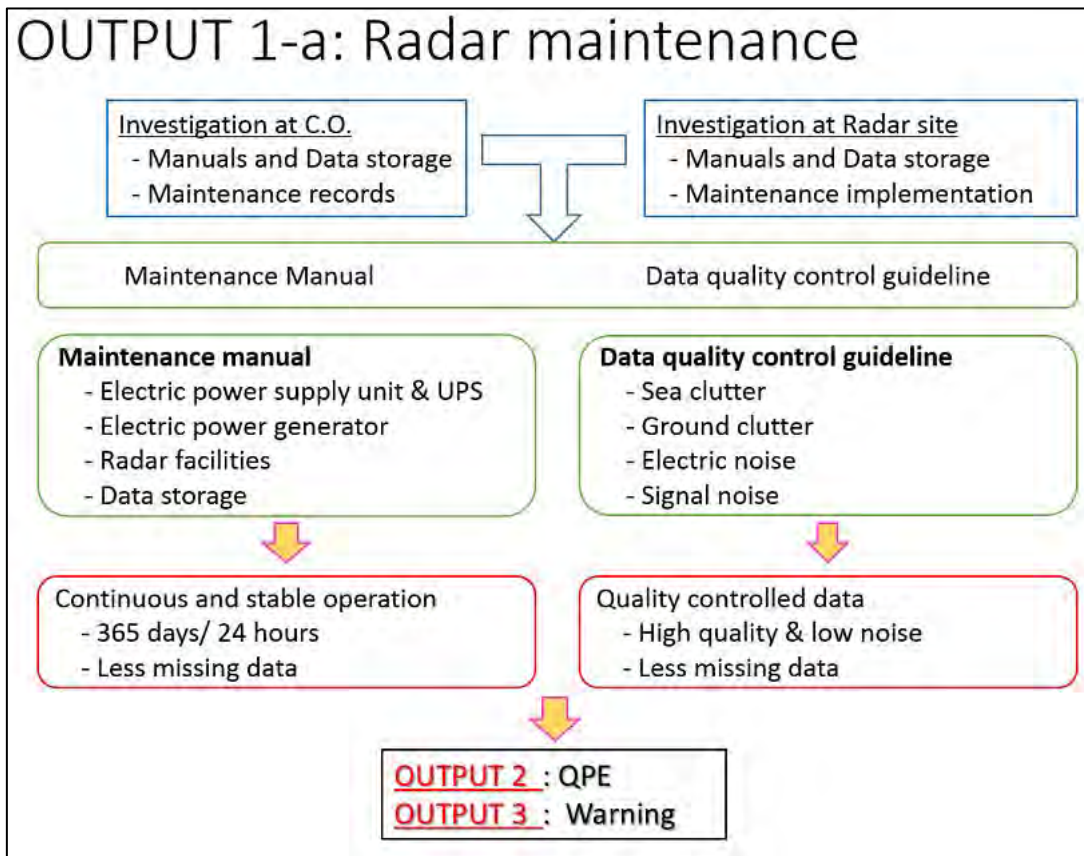 OUTPUT 1-a: Radar maintenance
Investigation at C.O.
- Manuals and Data storage
- Maintenance records
Investigation at Radar site
- Manuals and Data storage
- Maintenance implementation
Maintenance Manual
Data quality control guideline
Maintenance manual
- Electric power supply unit & UPS
- Electric power generator
- Radar facilities
- Data storage
Data quality control guideline
- Sea clutter
- Ground clutter
- Electric noise
- Signal noise
Continuous and stable operation
- 365 days/ 24 hours
- Less missing data
Quality controlled data
- High quality & low noise
- Less missing data
OUTPUT 2 : QPE
OUTPUT 3 : Warning